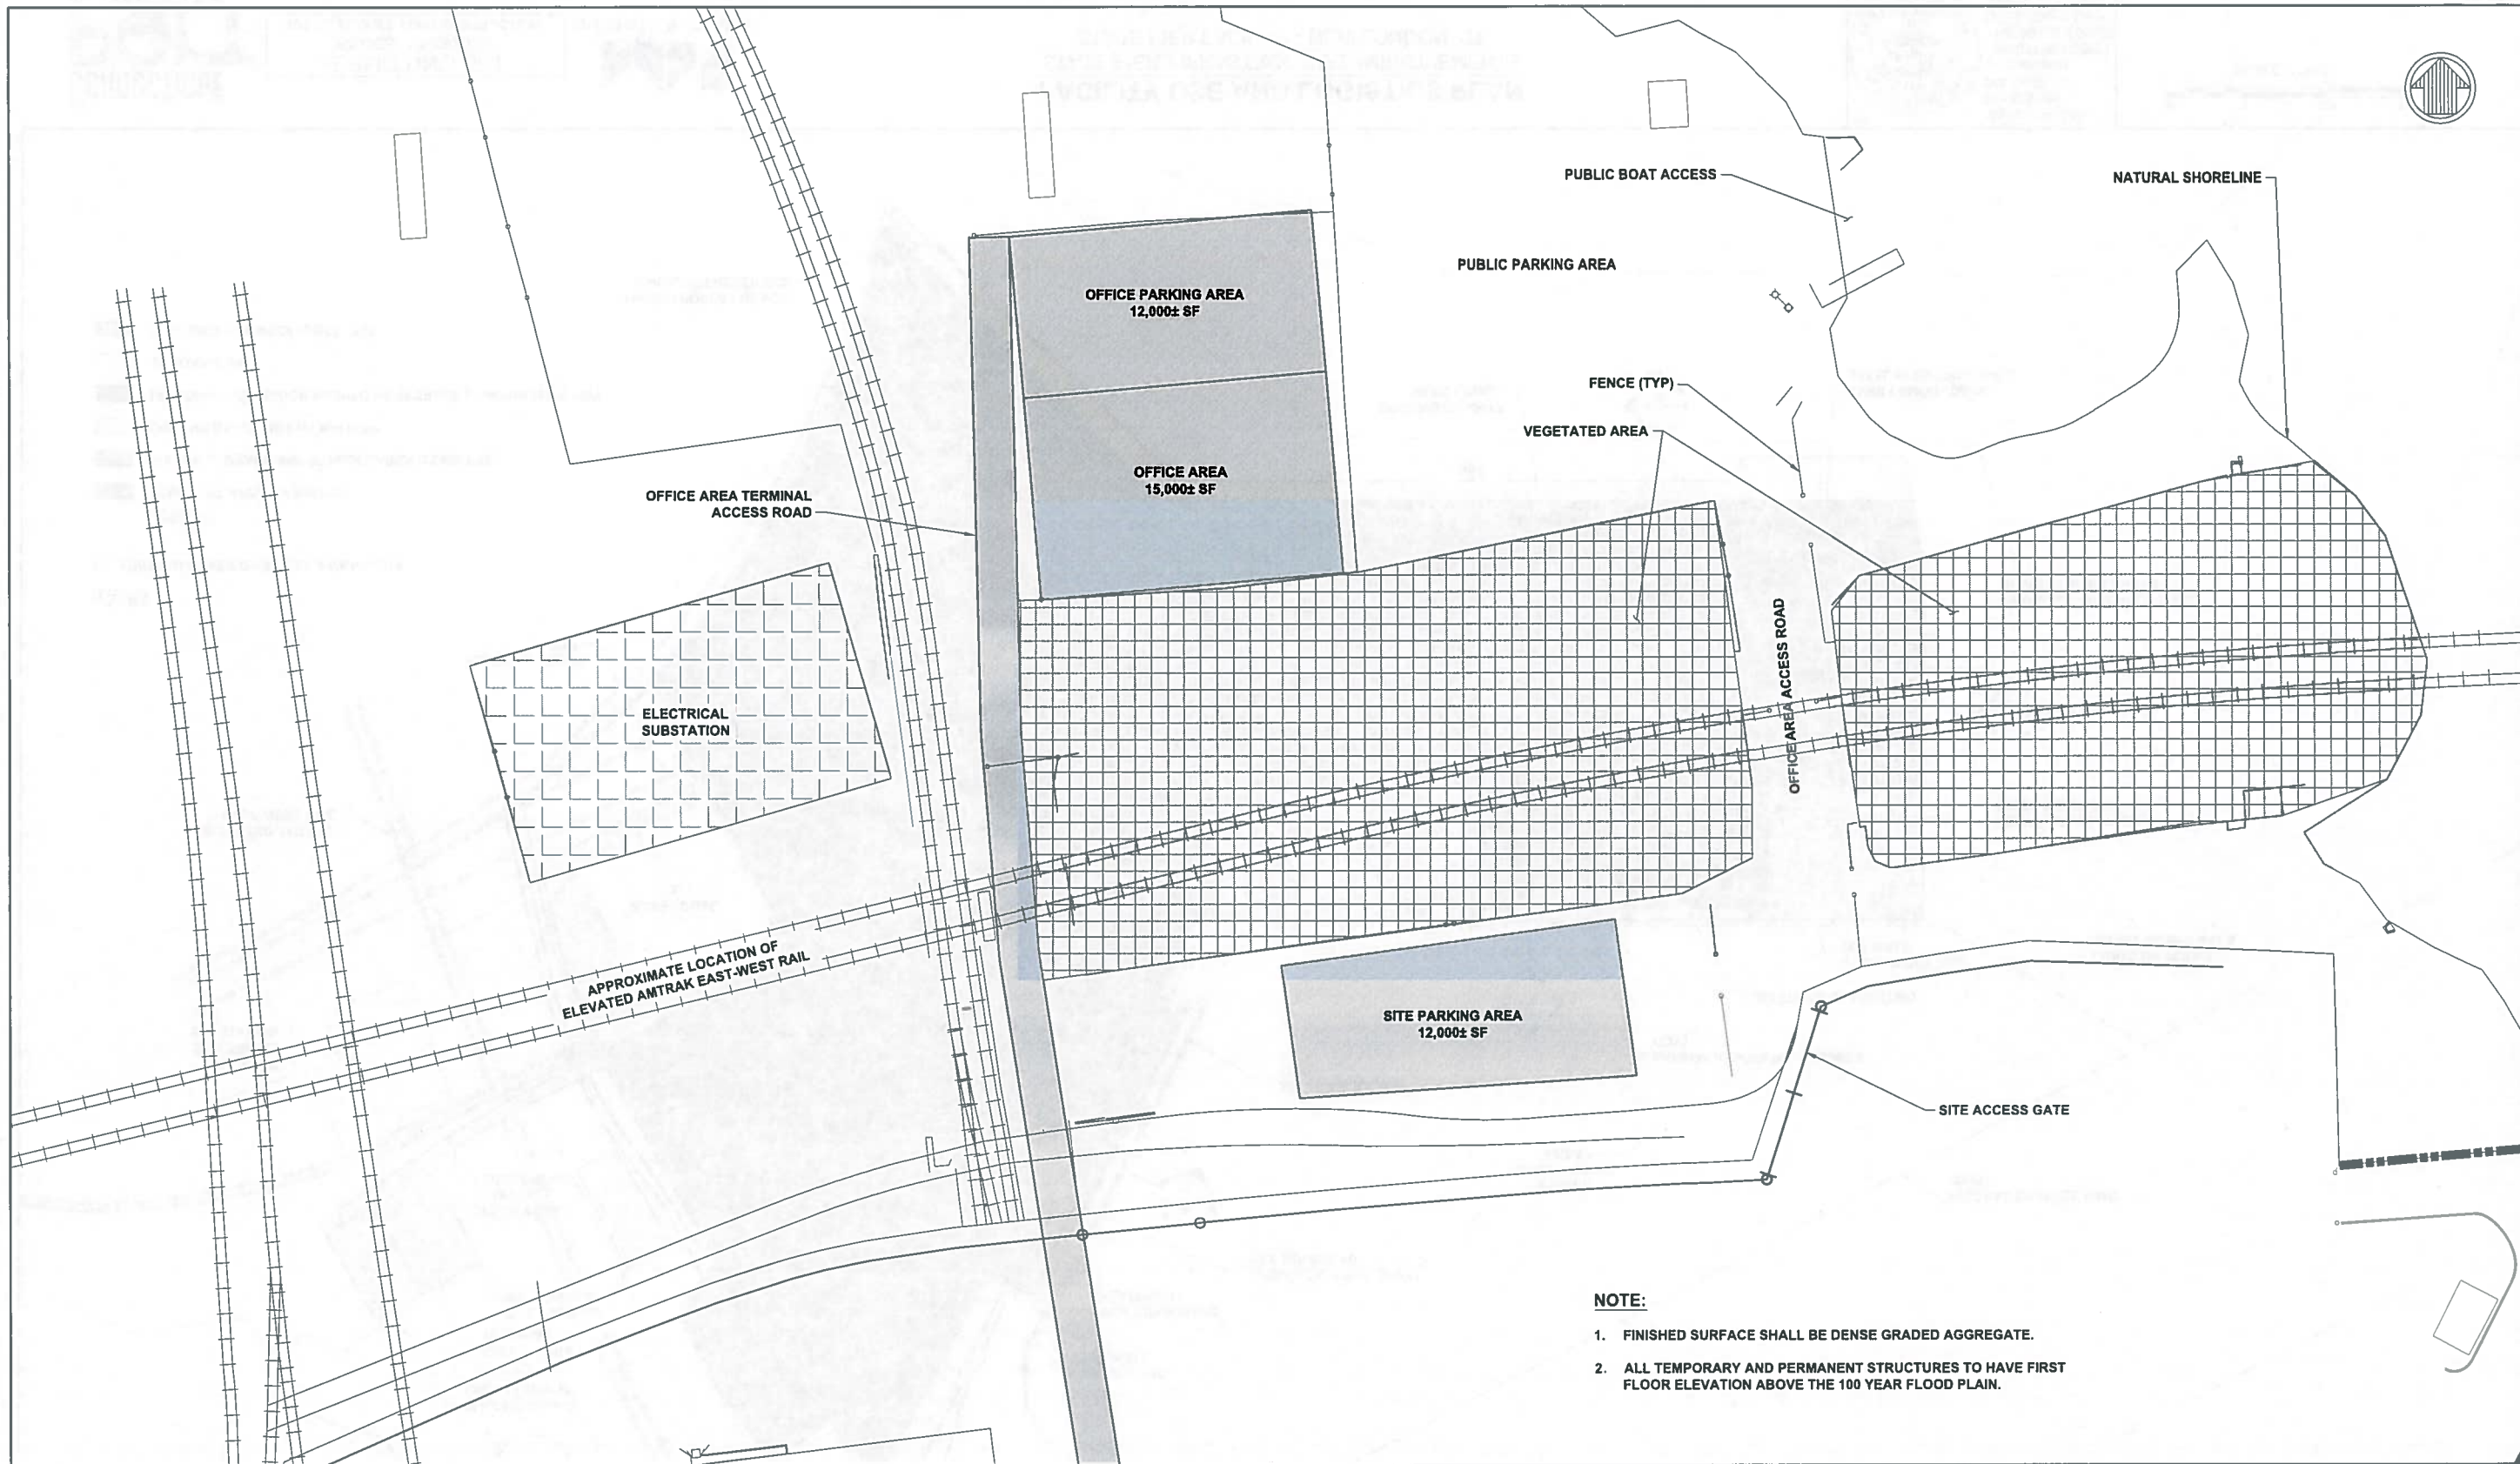 PUBLIC BOAT ACCESS
NATURAL SHORELINE
PUBLIC PARKING AREA
OFFICE PARKING AREA
12,000± SF
FENCE (TYP)
VEGETATED AREA
OFFICE AREA
15,000± SF
OFFICE AREA TERMINAL
ACCESS ROAD
OFFICE AREA ACCESS ROAD
ELECTRICAL
SUBSTATION
APPROXIMATE LOCATION OF
ELEVATED AMTRAK EAST-WEST RAIL
SITE PARKING AREA
12,000± SF
SITE ACCESS GATE
NOTE:
1. FINISHED SURFACE SHALL BE DENSE GRADED AGGREGATE.
2. ALL TEMPORARY AND PERMANENT STRUCTURES TO HAVE FIRST
FLOOR ELEVATION ABOVE THE 100 YEAR FLOOD PLAIN.